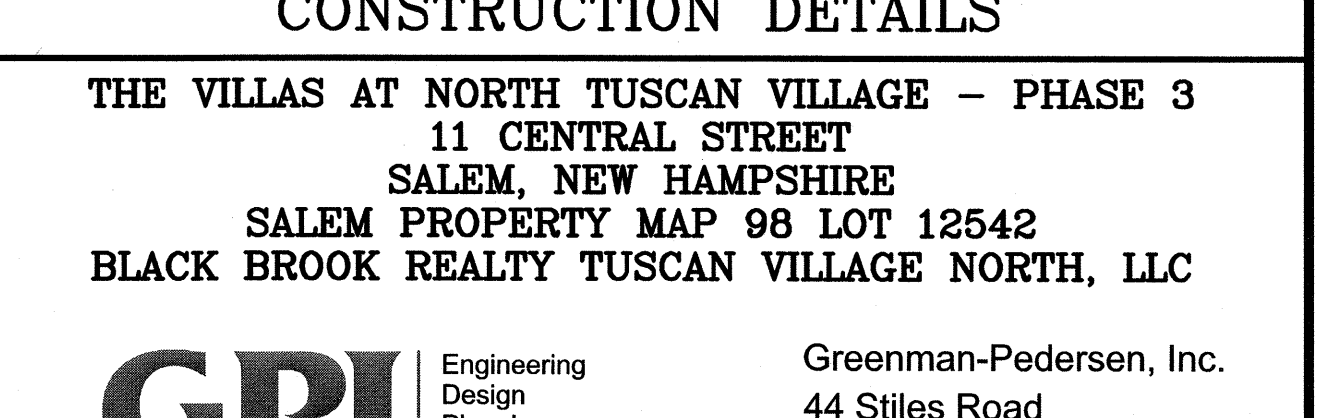 CONSTRUCTION DETAILS
THE VILLAS AT NORTH TUSCAN VILLAGE – PHASE 3
11 CENTRAL STREET
SALEM, NEW HAMPSHIRE
SALEM PROPERTY MAP 98 LOT 12542
BLACK BROOK REALTY TUSCAN VILLAGE NORTH, LLC
GPI
Engineering
Design
Greenman-Pedersen, Inc.
44 Stiles Road